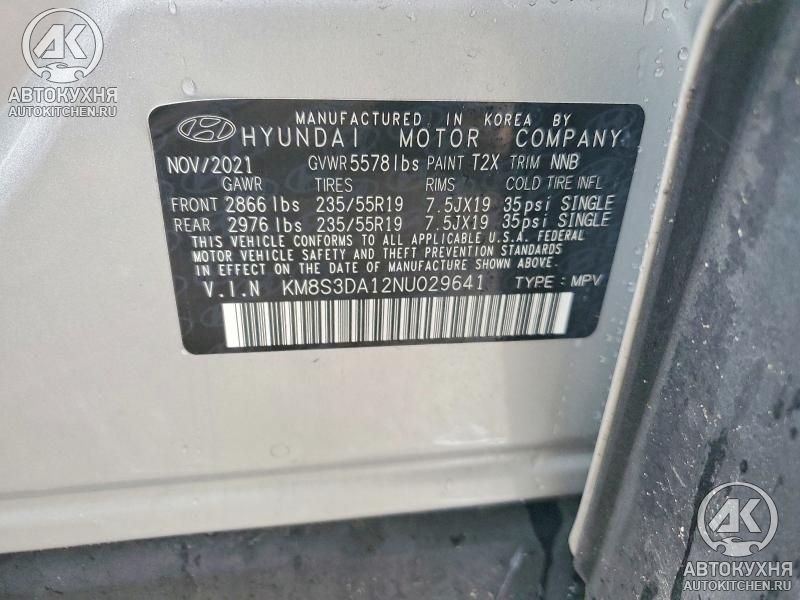 AK
АВТОКУХНЯ
AUTOKITCHEN.RU
MANUFACTURED IN KOREA BY
HYUNDAI MOTOR COMPANY
NOV/2021 GVWR 5578 lbs PAINT T2X TRIM NNB
GAWR TIRES RIMS COLD TIRE INFL
FRONT 2866 lbs 235/55R19 7.5JX19 35psi SINGLE
REAR 2976 lbs 235/55R19 7.5JX19 35psi SINGLE
THIS VEHICLE CONFORMS TO ALL APPLICABLE U.S.A. FEDERAL
MOTOR VEHICLE SAFETY AND THEFT PREVENTION STANDARDS
IN EFFECT ON THE DATE OF MANUFACTURE SHOWN ABOVE.
V.I.N KM8S3DA12NU029641 TYPE : MPV
AK
АВТОКУХНЯ
AUTOKITCHEN.RU